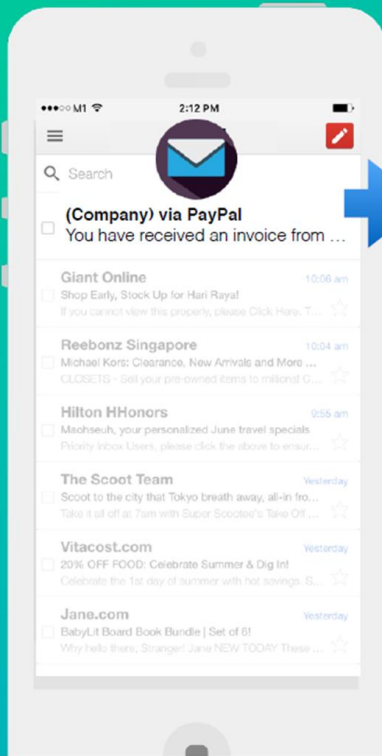 M1 2:12 PM
Search
(Company) via PayPal
You have received an invoice from ...
Giant Online 10:06 am
Shop Early, Stock Up for Hari Raya!
If you cannot view this properly, please Click Here. T...
Reebonz Singapore 10:04 am
Michael Kors: Clearance, New Arrivals and More ...
CLOSETS - Sell your pre-owned items to millions! C...
Hilton HHonors 9:55 am
Maohseuh, your personalized June travel specials
Priority Inbox Users, please click the above to ensur...
The Scoot Team Yesterday
Scoot to the city that Tokyo breath away, all-in fro...
Take it all off at 7am with Super Scootee's Take Off ...
Vitacost.com Yesterday
20% OFF FOOD: Celebrate Summer & Dig In!
Celebrate the 1st day of summer with hot savings. S...
Jane.com Yesterday
BabyLit Board Book Bundle | Set of 6!
Why hello there, Stranger! Jane NEW TODAY These ...